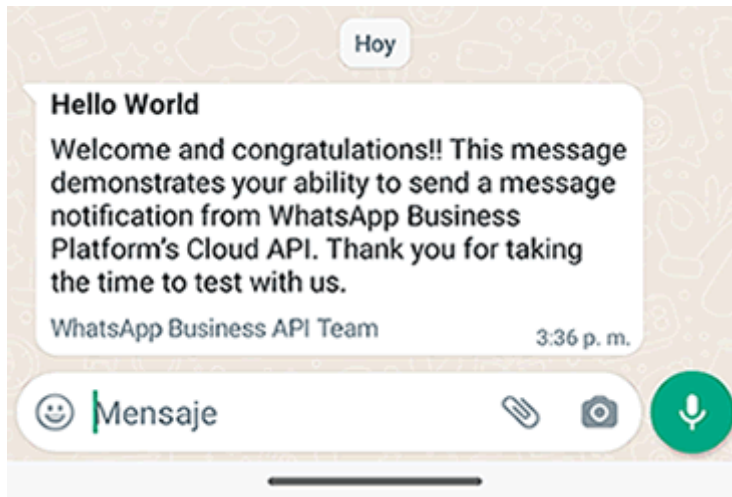 Hoy
Hello World
Welcome and congratulations!! This message
demonstrates your ability to send a message
notification from WhatsApp Business
Platform's Cloud API. Thank you for taking
the time to test with us.
WhatsApp Business API Team
3:36 p. m.
Mensaje